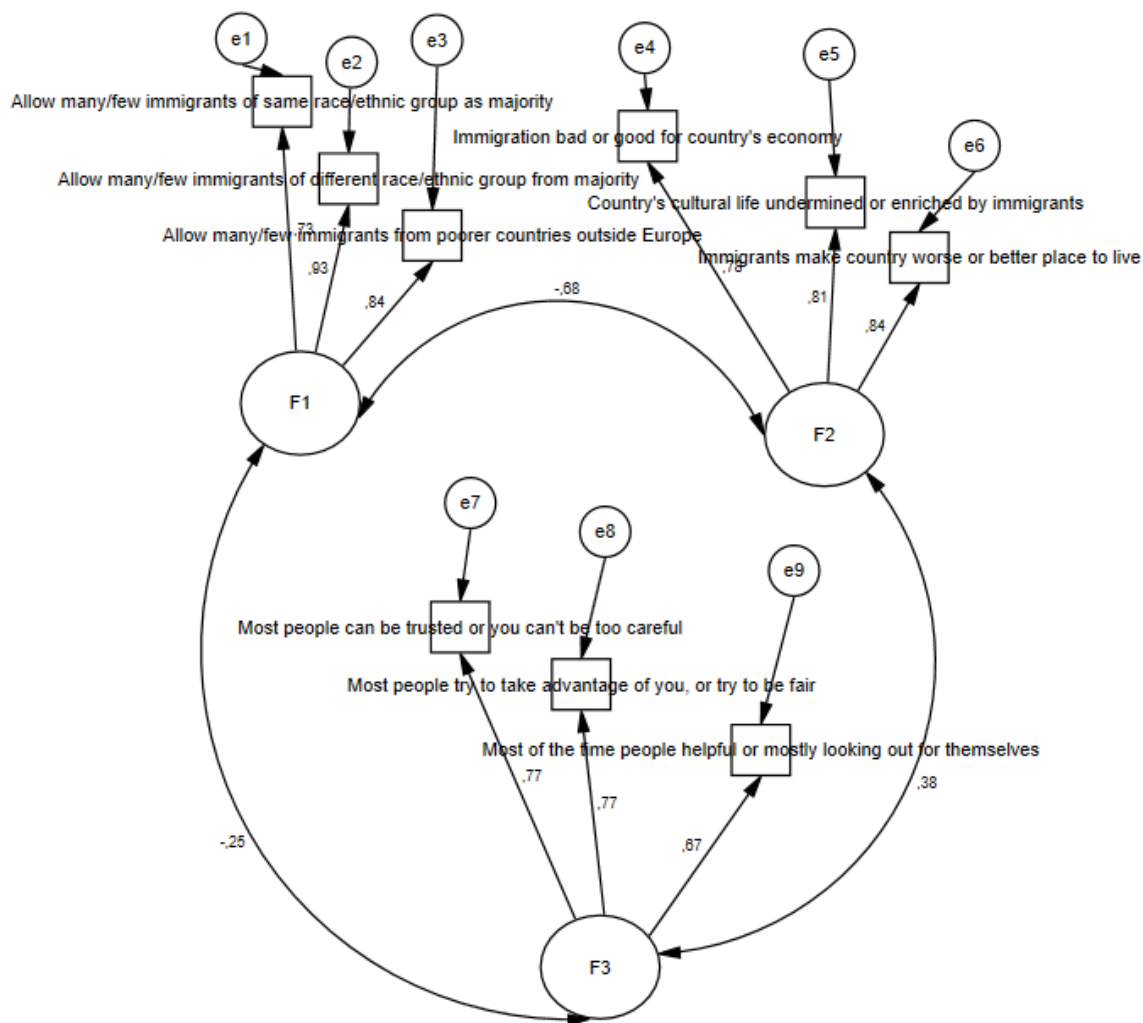 e1
e2
e3
e4
e5
e6
Allow many/few immigrants of same race/ethnic group as majority
Immigration bad or good for country's economy
Allow many/few immigrants of different race/ethnic group from majority
Country's cultural life undermined or enriched by immigrants
Allow many/few immigrants from poorer countries outside Europe
Immigrants make country worse or better place to live
,73
,93
,84
-,68
,81
,84
F1
F2
e7
e8
e9
Most people can be trusted or you can't be too careful
Most people try to take advantage of you, or try to be fair
Most of the time people helpful or mostly looking out for themselves
,77
,77
,67
-,25
,38
F3